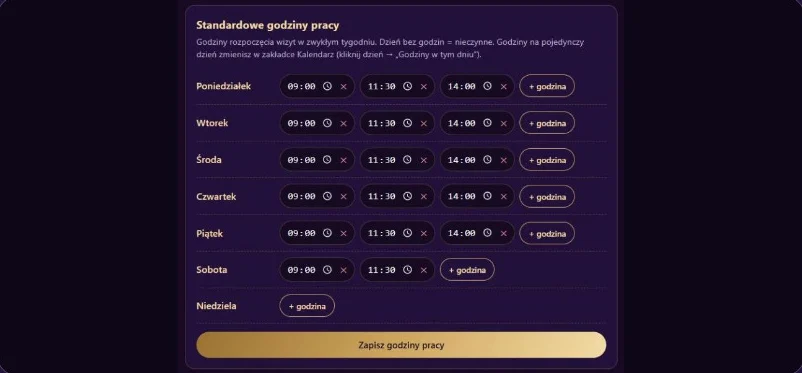 Standardowe godziny pracy
Godziny rozpoczęcia wizyt w zwykłym tygodniu. Dzień bez godzin = nieczynne. Godziny na pojedynczy
dzień zmienisz w zakładce Kalendarz (kliknij dzień → „Godziny w tym dniu").
Poniedziałek 09:00 × 11:30 × 14:00 × + godzina
Wtorek 09:00 × 11:30 × 14:00 × + godzina
Środa 09:00 × 11:30 × 14:00 × + godzina
Czwartek 09:00 × 11:30 × 14:00 × + godzina
Piątek 09:00 × 11:30 × 14:00 × + godzina
Sobota 09:00 × 11:30 × + godzina
Niedziela + godzina
Zapisz godziny pracy